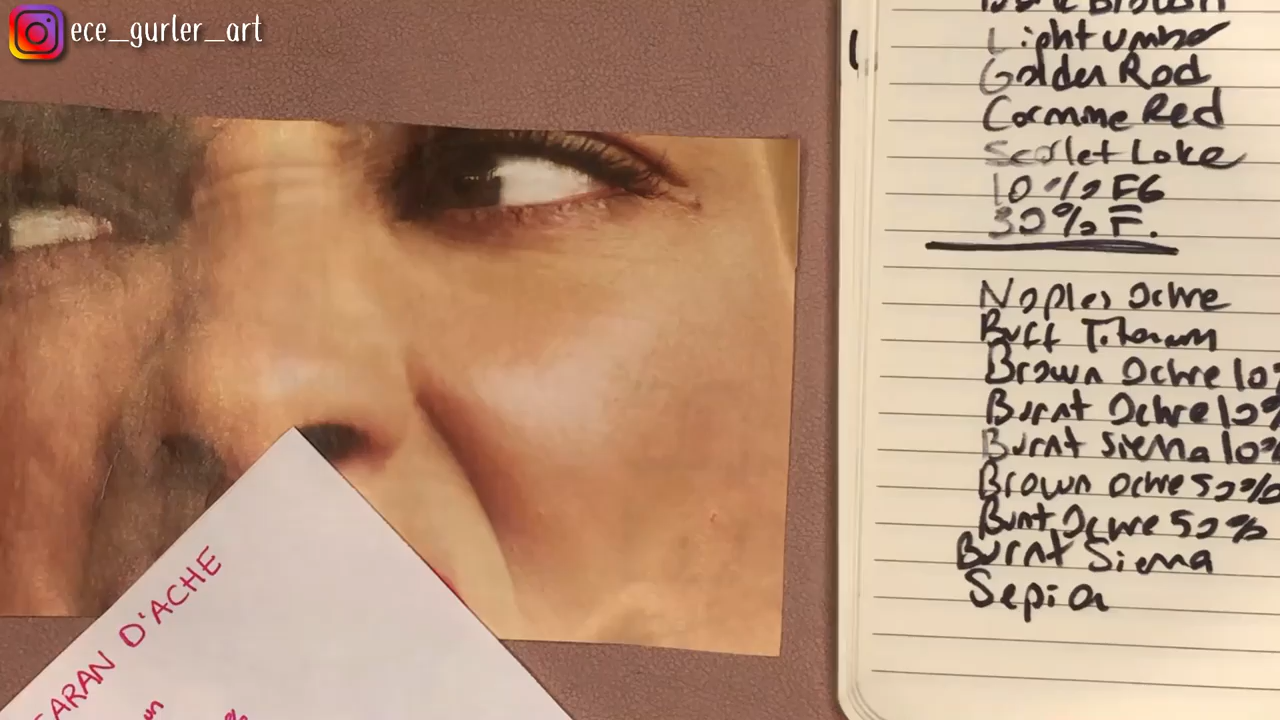 ece_gurler_art
Light umber
Golden Rod
Carmine Red
Scarlet Lake
10% FG
30% F.
Naples Ochre
Buff Titanium
Brown Ochre 10%
Burnt Ochre 10%
Burnt Sienna 10%
Brown Ochre 50%
Burnt Ochre 50%
Burnt Sienna
Sepia
CARAN D'ACHE